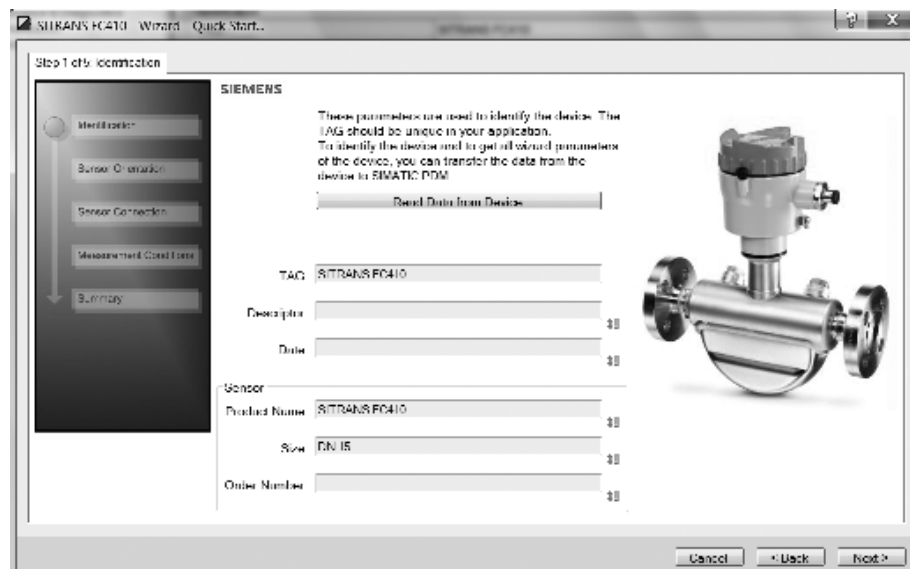 SITRANS FC410 Wizard Quick Start...
Step 1 of 5: Identification
SIEMENS
Identification
Sensor Orientation
Sensor Connection
Measurement Conditions
Summary
These parameters are used to identify the device. The
TAG should be unique in your application.
To identify the device and to get all wizard parameters
of the device, you can transfer the data from the
device to SIMATIC PDM
Read Data from Device
TAG SITRANS FC410
Descriptor
Date
Sensor
Product Name SITRANS FC410
Size DN 15
Order Number
Cancel <Back Next>